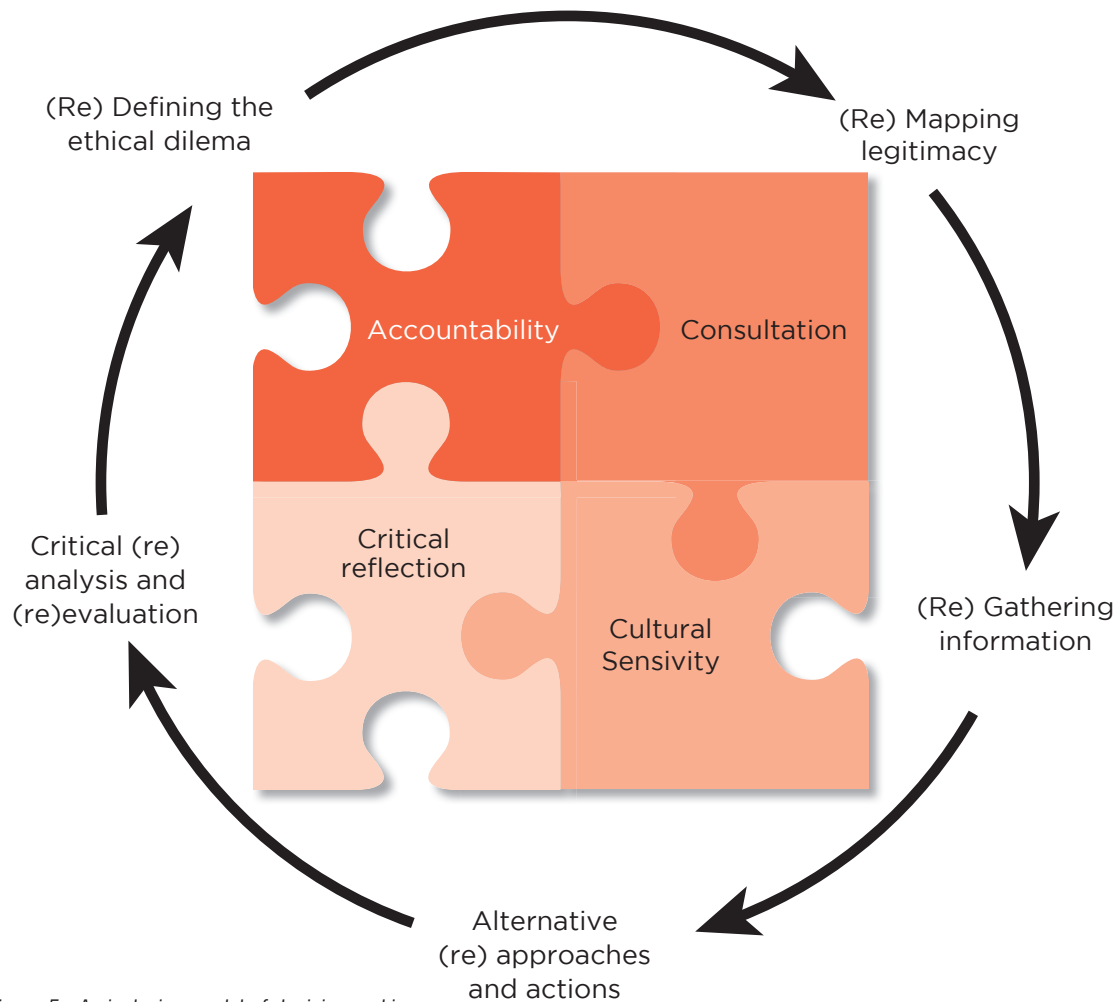 (Re) Defining the
ethical dilema
(Re) Mapping
legitimacy
Accountability
Consultation
Critical
reflection
Cultural
Sensivity
Critical (re)
analysis and
(re)evaluation
(Re) Gathering
information
Alternative
(re) approaches
and actions